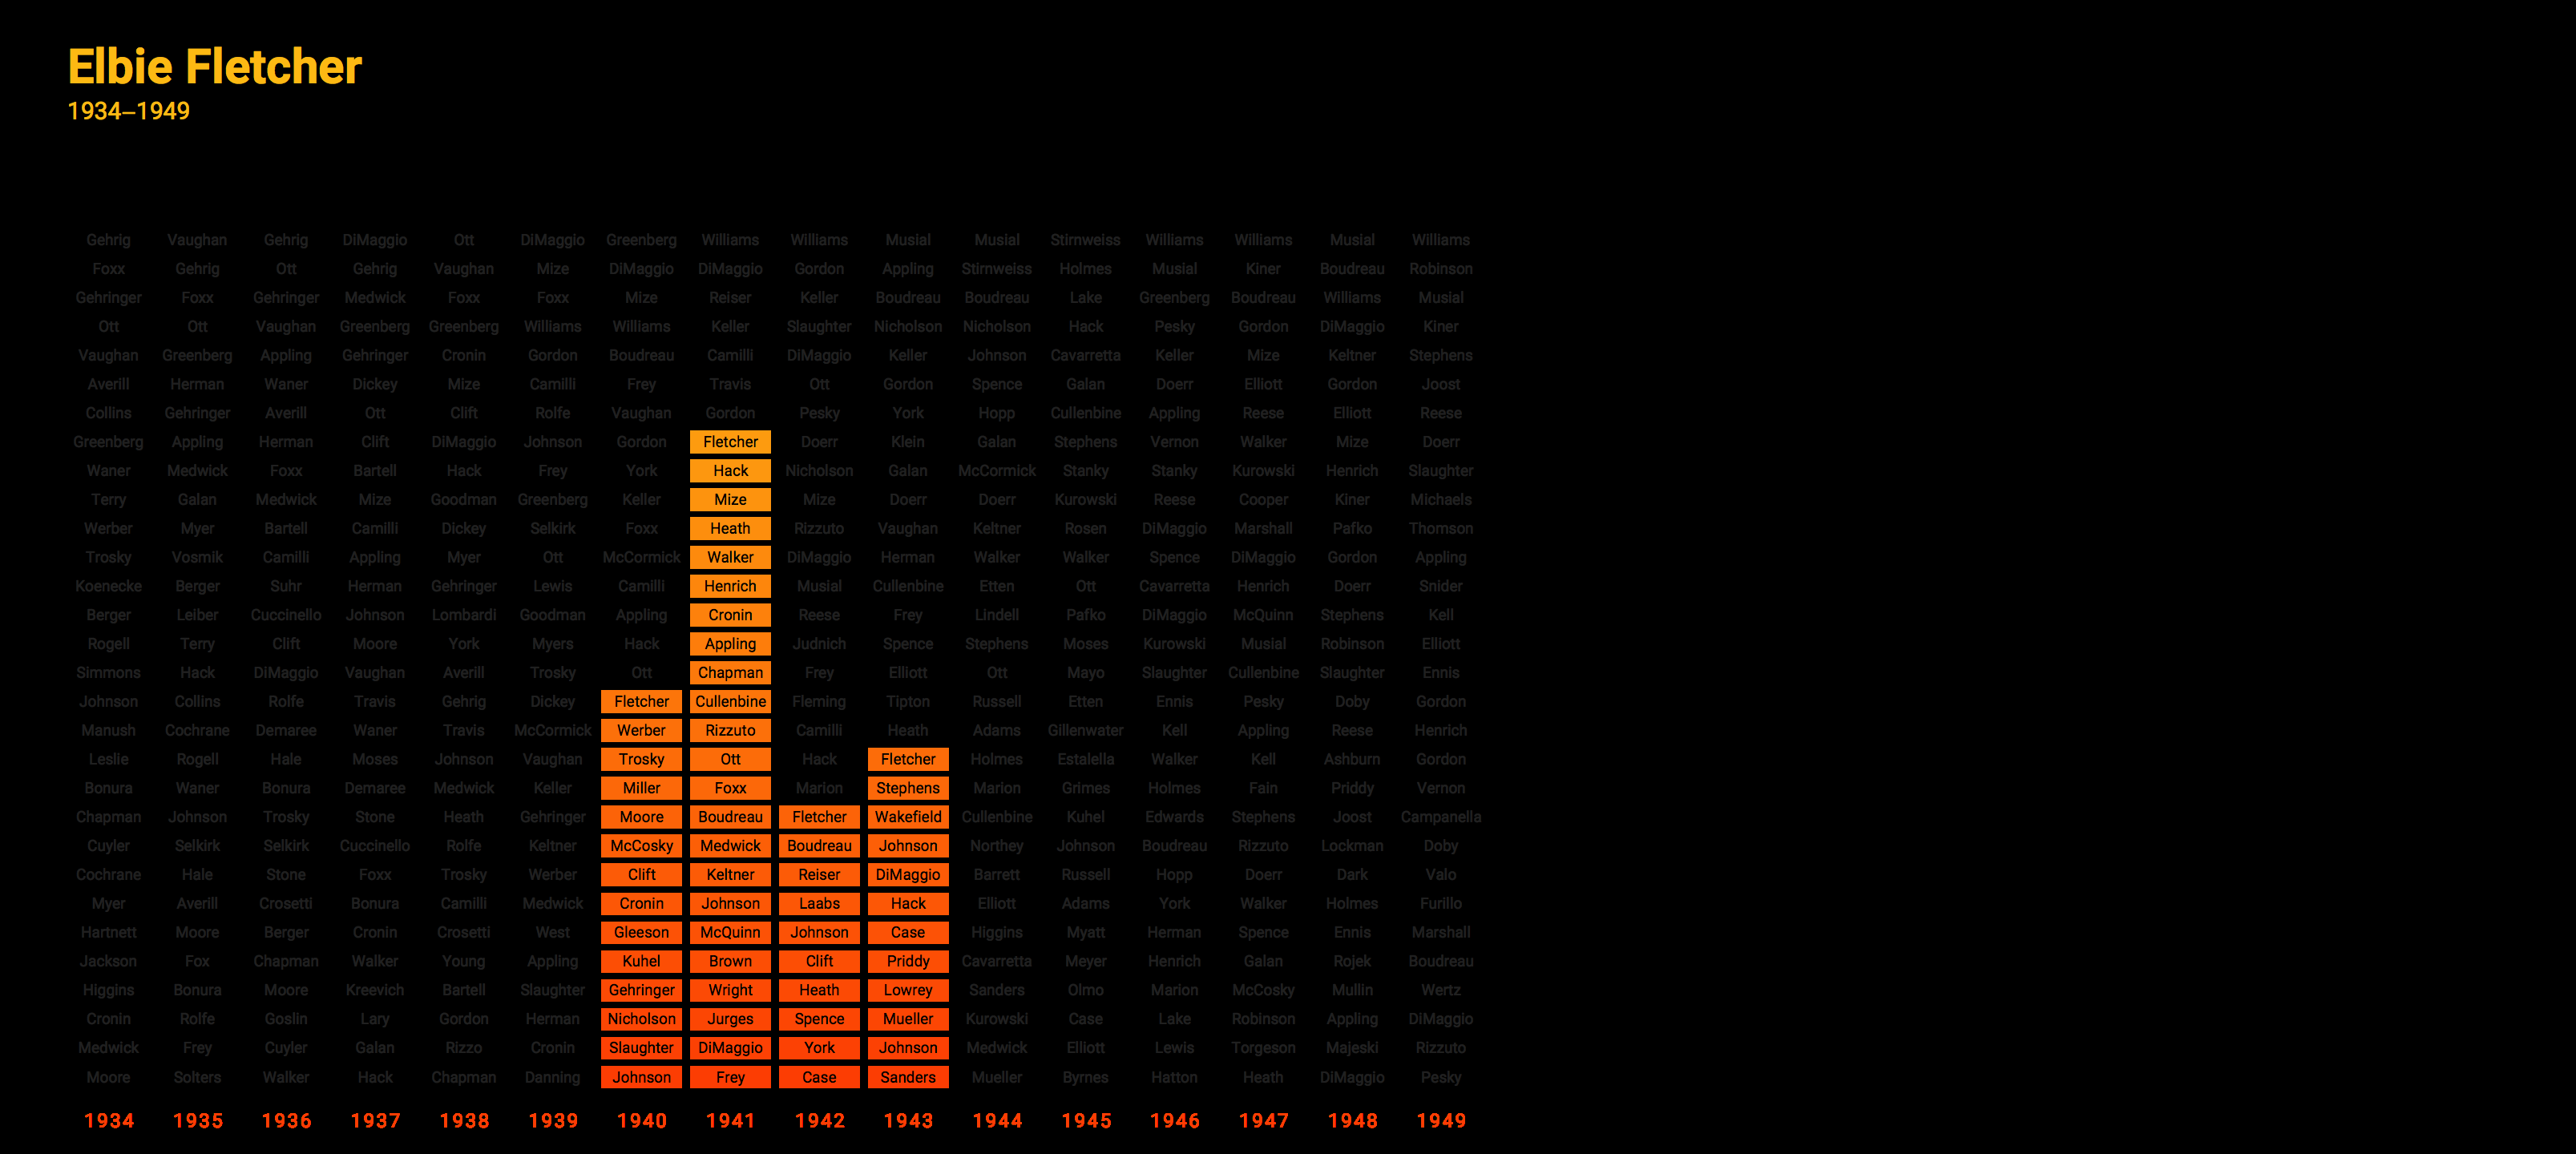 Elbie Fletcher
1934–1949
Gehrig Vaughan Gehrig DiMaggio Ott DiMaggio Greenberg Williams Williams Musial Musial Stirnweiss Williams Williams Musial Williams
Foxx Gehrig Ott Gehrig Vaughan Mize DiMaggio DiMaggio Gordon Appling Stirnweiss Holmes Musial Kiner Boudreau Robinson
Gehringer Foxx Gehringer Medwick Foxx Foxx Mize Reiser Keller Boudreau Boudreau Lake Greenberg Boudreau Williams Musial
Ott Ott Vaughan Greenberg Greenberg Williams Williams Keller Slaughter Nicholson Nicholson Hack Pesky Gordon DiMaggio Kiner
Vaughan Greenberg Appling Gehringer Cronin Gordon Boudreau Camilli DiMaggio Keller Johnson Cavarretta Keller Mize Keltner Stephens
Averill Herman Waner Dickey Mize Camilli Frey Travis Ott Gordon Spence Galan Doerr Elliott Gordon Joost
Collins Gehringer Averill Ott Clift Rolfe Vaughan Gordon Pesky York Hopp Cullenbine Appling Reese Elliott Reese
Greenberg Appling Herman Clift DiMaggio Johnson Gordon Fletcher Doerr Klein Galan Stephens Vernon Walker Mize Doerr
Waner Medwick Foxx Bartell Hack Frey York Hack Nicholson Galan McCormick Stanky Stanky Kurowski Henrich Slaughter
Terry Galan Medwick Mize Goodman Greenberg Keller Mize Mize Doerr Doerr Kurowski Reese Cooper Kiner Michaels
Werber Myer Bartell Camilli Dickey Selkirk Foxx Heath Rizzuto Vaughan Keltner Rosen DiMaggio Marshall Pafko Thomson
Trosky Vosmik Camilli Appling Myer Ott McCormick Walker DiMaggio Herman Walker Walker Spence DiMaggio Gordon Appling
Koenecke Berger Suhr Herman Gehringer Lewis Camilli Henrich Musial Cullenbine Etten Ott Cavarretta Henrich Doerr Snider
Berger Leiber Cuccinello Johnson Lombardi Goodman Appling Cronin Reese Frey Lindell Pafko DiMaggio McQuinn Stephens Kell
Rogell Terry Clift Moore York Myers Hack Appling Judnich Spence Stephens Moses Kurowski Musial Robinson Elliott
Simmons Hack DiMaggio Vaughan Averill Trosky Ott Chapman Frey Elliott Ott Mayo Slaughter Cullenbine Slaughter Ennis
Johnson Collins Rolfe Travis Gehrig Dickey Fletcher Cullenbine Fleming Tipton Russell Etten Ennis Pesky Doby Gordon
Manush Cochrane Demaree Waner Travis McCormick Werber Rizzuto Camilli Heath Adams Gillenwater Kell Appling Reese Henrich
Leslie Rogell Hale Moses Johnson Vaughan Trosky Ott Hack Fletcher Holmes Estalella Walker Kell Ashburn Gordon
Bonura Waner Bonura Demaree Medwick Keller Miller Foxx Marion Stephens Marion Grimes Holmes Fain Priddy Vernon
Chapman Johnson Trosky Stone Heath Gehringer Moore Boudreau Fletcher Wakefield Cullenbine Kuhel Edwards Stephens Joost Campanella
Cuyler Selkirk Selkirk Cuccinello Rolfe Keltner McCosky Medwick Boudreau Johnson Northey Johnson Boudreau Rizzuto Lockman Doby
Cochrane Hale Stone Foxx Trosky Werber Clift Keltner Reiser DiMaggio Barrett Russell Hopp Doerr Dark Valo
Myer Averill Crosetti Bonura Camilli Medwick Cronin Johnson Laabs Hack Elliott Adams York Walker Holmes Furillo
Hartnett Moore Berger Cronin Crosetti West Gleeson McQuinn Johnson Case Higgins Myatt Herman Spence Ennis Marshall
Jackson Fox Chapman Walker Young Appling Kuhel Brown Clift Priddy Cavarretta Meyer Henrich Galan Rojek Boudreau
Higgins Bonura Moore Kreevich Bartell Slaughter Gehringer Wright Heath Lowrey Sanders Olmo Marion McCosky Mullin Wertz
Cronin Rolfe Goslin Lary Gordon Herman Nicholson Jurges Spence Mueller Kurowski Case Lake Robinson Appling DiMaggio
Medwick Frey Cuyler Galan Rizzo Cronin Slaughter DiMaggio York Johnson Medwick Elliott Lewis Torgeson Majeski Rizzuto
Moore Solters Walker Hack Chapman Danning Johnson Frey Case Sanders Mueller Byrnes Hatton Heath DiMaggio Pesky
1934 1935 1936 1937 1938 1939 1940 1941 1942 1943 1944 1945 1946 1947 1948 1949